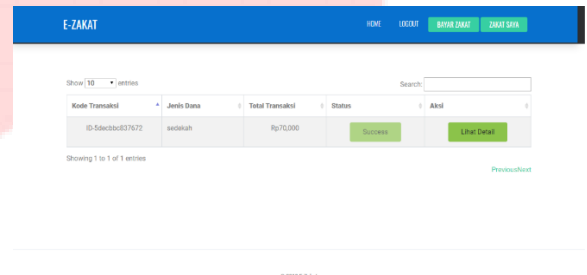 E-ZAKAT HOME LOGOUT BAYAR ZAKAT ZAKAT SAYA
Show 10 entries Search:
Kode Transaksi Jenis Dana Total Transaksi Status Aksi
ID-5decbbc837672 sedekah Rp70,000 Success Lihat Detail
Showing 1 to 1 of 1 entries
PreviousNext